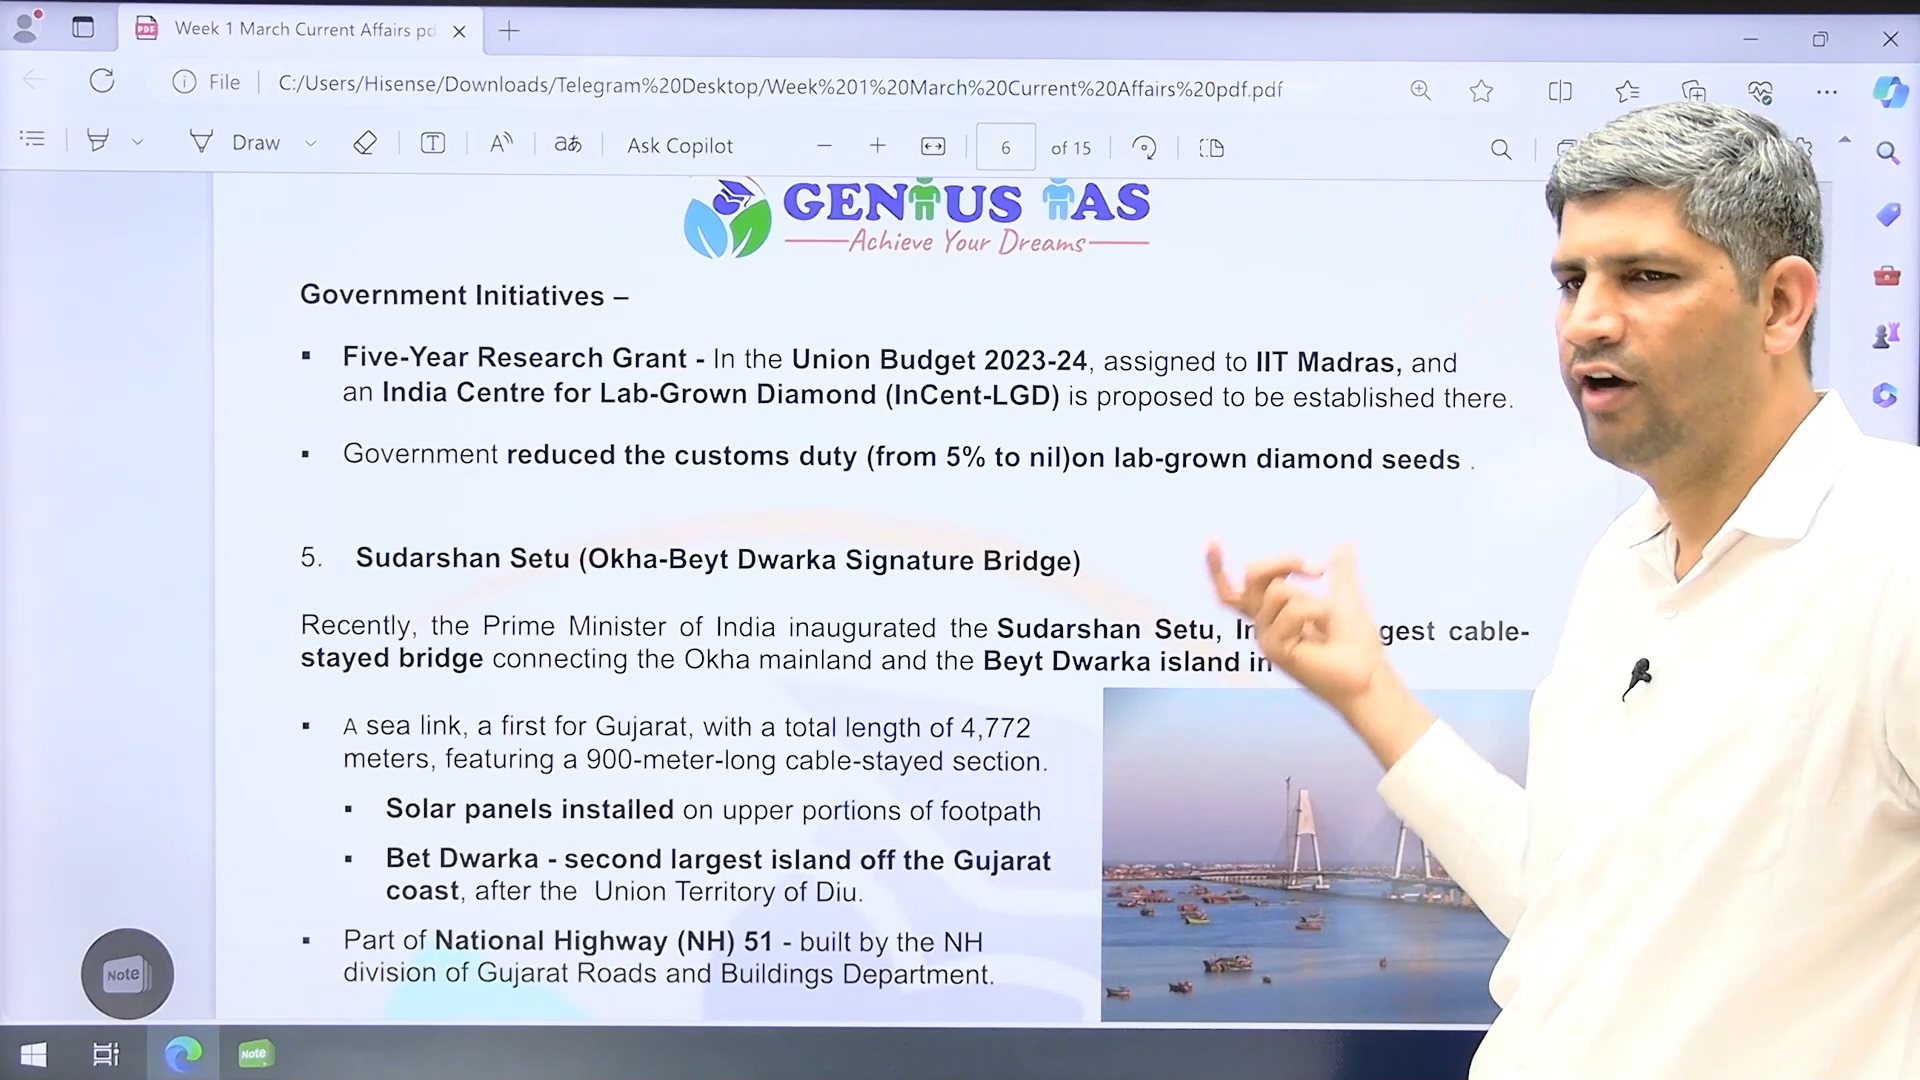 Week 1 March Current Affairs pd
File
C:/Users/Hisense/Downloads/Telegram%20Desktop/Week%201%20March%20Current%20Affairs%20pdf.pdf
Draw
T
A
aあ
Ask Copilot
6 of 15
GENIUS IAS
Achieve Your Dreams
Government Initiatives –
▪ Five-Year Research Grant - In the Union Budget 2023-24, assigned to IIT Madras, and
an India Centre for Lab-Grown Diamond (InCent-LGD) is proposed to be established there.
▪ Government reduced the customs duty (from 5% to nil)on lab-grown diamond seeds .
5. Sudarshan Setu (Okha-Beyt Dwarka Signature Bridge)
Recently, the Prime Minister of India inaugurated the Sudarshan Setu, cable-
stayed bridge connecting the Okha mainland and the Beyt Dwarka island in
▪ A sea link, a first for Gujarat, with a total length of 4,772
meters, featuring a 900-meter-long cable-stayed section.
▪ Solar panels installed on upper portions of footpath
▪ Bet Dwarka - second largest island off the Gujarat
coast, after the Union Territory of Diu.
▪ Part of National Highway (NH) 51 - built by the NH
division of Gujarat Roads and Buildings Department.
Note
Note
PDF